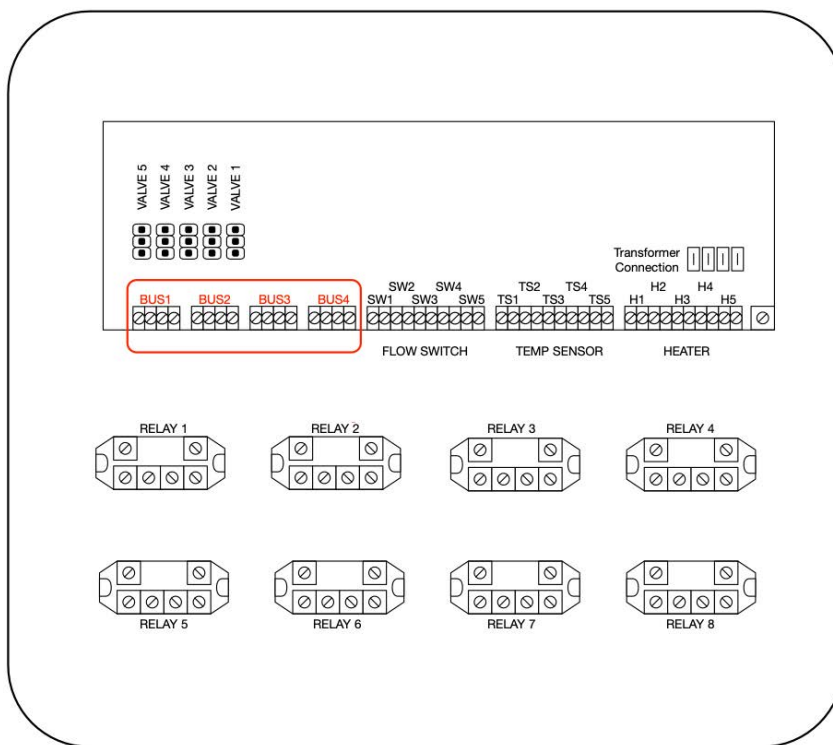 VALVE 5
VALVE 4
VALVE 3
VALVE 2
VALVE 1
Transformer
Connection
BUS1 BUS2 BUS3 BUS4
SW1 SW2 SW3 SW4 SW5
TS1 TS2 TS3 TS4 TS5
H1 H2 H3 H4 H5
FLOW SWITCH TEMP SENSOR HEATER
RELAY 1 RELAY 2 RELAY 3 RELAY 4
RELAY 5 RELAY 6 RELAY 7 RELAY 8